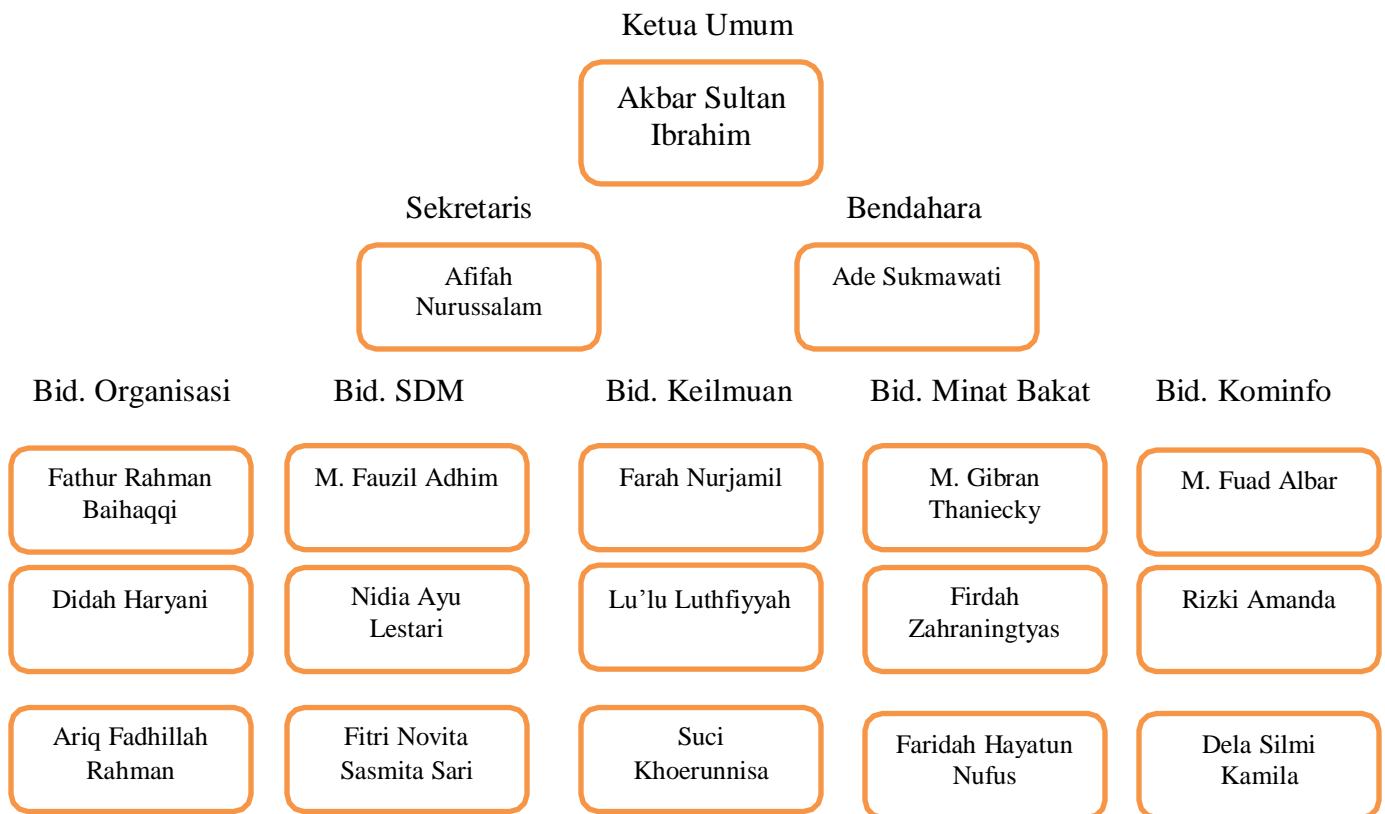 Ketua Umum
Akbar Sultan
Ibrahim
Sekretaris
Bendahara
Afifah
Nurussalam
Ade Sukmawati
Bid. Organisasi
Bid. SDM
Bid. Keilmuan
Bid. Minat Bakat
Bid. Kominfo
Fathur Rahman
Baihaqqi
M. Fauzil Adhim
Farah Nurjamil
M. Gibran
Thaniecky
M. Fuad Albar
Didah Haryani
Nidia Ayu
Lestari
Lu’lu Luthfiyyah
Firdah
Zahraningtyas
Rizki Amanda
Ariq Fadhillah
Rahman
Fitri Novita
Sasmita Sari
Suci
Khoerunnisa
Faridah Hayatun
Nufus
Dela Silmi
Kamila